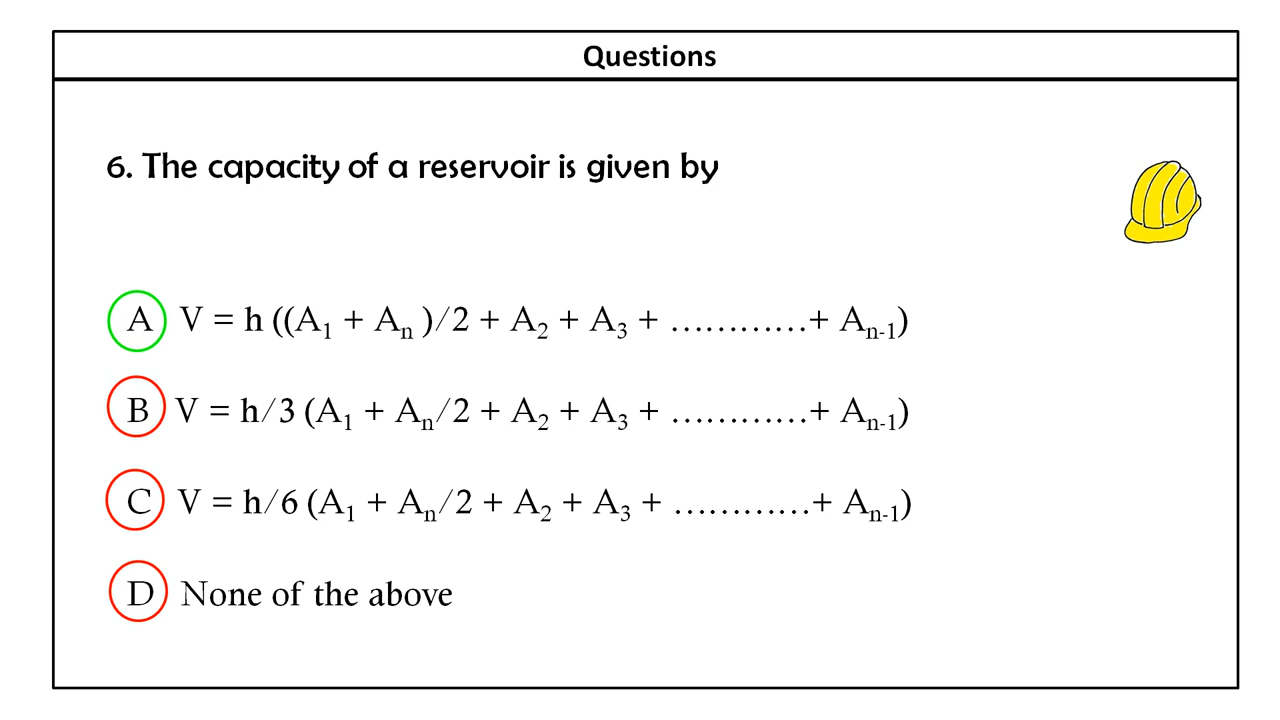 Questions
6. The capacity of a reservoir is given by
A V = h ((A₁ + Aₙ )/2 + A₂ + A₃ + …………+ Aₙ₋₁)
B V = h/3 (A₁ + Aₙ/2 + A₂ + A₃ + …………+ Aₙ₋₁)
C V = h/6 (A₁ + Aₙ/2 + A₂ + A₃ + …………+ Aₙ₋₁)
D None of the above